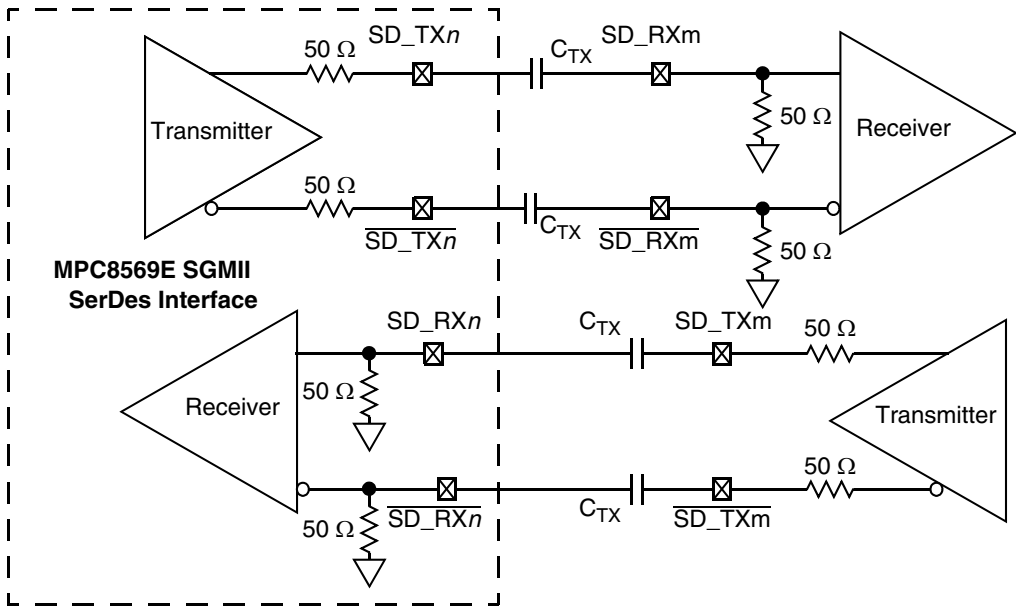 50 Ω
SD_TXn
C_TX
SD_RXm
50 Ω
Transmitter
Receiver
50 Ω
SD_TXn
C_TX
SD_RXm
50 Ω
MPC8569E SGMII
SerDes Interface
SD_RXn
C_TX
SD_TXm
50 Ω
50 Ω
Receiver
Transmitter
50 Ω
SD_RXn
C_TX
SD_TXm
50 Ω